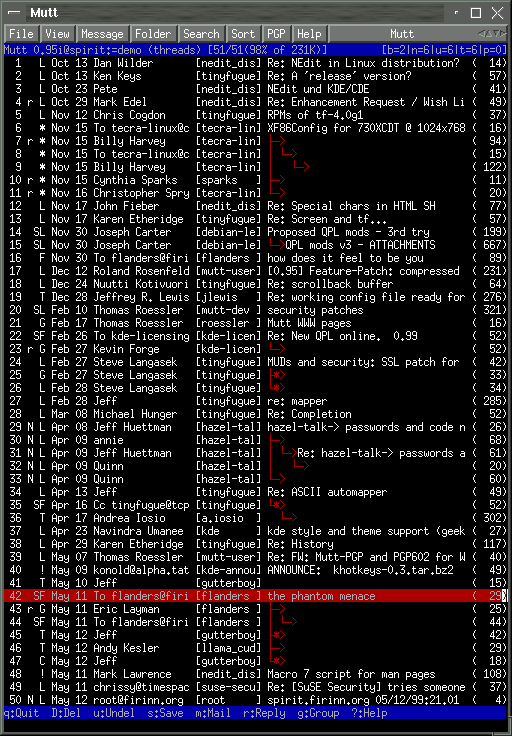 Mutt
File View Message Folder Search Sort PGP Help Mutt
Mutt 0.95i@spirit:=demo (threads) [51/51(98% of 231K)] [b=2|n=6|u=6|t=6|p=0]
1 L Oct 13 Dan Wilder [nedit_dis] Re: NEdit in Linux distribution? ( 14)
2 L Oct 13 Ken Keys [tinyfugue] Re: A 'release' version? ( 57)
3 L Oct 23 Pete [nedit_dis] NEdit und KDE/CDE ( 41)
4 r L Oct 29 Mark Edel [nedit_dis] Re: Enhancement Request / Wish Li ( 49)
5 L Nov 12 Chris Cogdon [tinyfugue] RPMs of tf-4.0g1 ( 37)
6 * Nov 15 To tecra-linux@c [tecra-lin] XF86Config for 730XCDT @ 1024x768 ( 16)
7 r * Nov 15 Billy Harvey [tecra-lin] ( 94)
8 * Nov 15 To tecra-linux@c [tecra-lin] ( 15)
9 * Nov 15 Billy Harvey [tecra-lin] ( 122)
10 r * Nov 15 Cynthia Sparks [sparks ] ( 11)
11 r * Nov 16 Christopher Spry [tecra-lin] ( 20)
12 L Nov 17 John Fieber [nedit_dis] Re: Special chars in HTML SH ( 77)
13 L Nov 17 Karen Etheridge [tinyfugue] Re: Screen and tf... ( 57)
14 SL Nov 30 Joseph Carter [debian-le] Proposed QPL mods - 3rd try ( 199)
15 SL Nov 30 Joseph Carter [debian-le] QPL mods v3 - ATTACHMENTS ( 667)
16 F Nov 30 To flanders@firi [flanders ] how does it feel to be you ( 89)
17 L Dec 12 Roland Rosenfeld [mutt-user] [0.95] Feature-Patch: compressed ( 231)
18 L Dec 24 Nuutti Kotivuori [tinyfugue] Re: scrollback buffer ( 64)
19 T Dec 28 Jeffrey R. Lewis [jlewis ] Re: working config file ready for ( 276)
20 SL Feb 10 Thomas Roessler [mutt-dev ] security patches ( 321)
21 G Feb 17 Thomas Roessler [roessler ] Mutt WWW pages ( 16)
22 SF Feb 26 To kde-licensing [kde-licen] Re: New QPL online. 0.99 ( 52)
23 r G Feb 27 Kevin Forge [kde-licen] ( 52)
24 G Feb 27 Steve Langasek [tinyfugue] MUDs and security: SSL patch for ( 42)
25 G Feb 27 Steve Langasek [tinyfugue] ( 33)
26 G Feb 28 Steve Langasek [tinyfugue] ( 34)
27 L Feb 28 Jeff [tinyfugue] re: mapper ( 285)
28 L Mar 08 Michael Hunger [tinyfugue] Re: Completion ( 52)
29 N L Apr 08 Jeff Huettman [hazel-tal] hazel-talk-> passwords and code n ( 26)
30 N L Apr 09 annie [hazel-tal] ( 68)
31 N L Apr 09 Jeff Huettman [hazel-tal] Re: hazel-talk-> passwords a ( 61)
32 N L Apr 09 Quinn [hazel-tal] ( 20)
33 N L Apr 09 Quinn [hazel-tal] ( 60)
34 L Apr 13 Jeff [tinyfugue] Re: ASCII automapper ( 49)
35 SF Apr 16 Cc tinyfugue@tcp [tinyfugue] ( 52)
36 T Apr 17 Andrea Iosio [a.iosio ] ( 302)
37 L Apr 23 Navindra Umanee [kde ] kde style and theme support (geek ( 27)
38 L Apr 29 Karen Etheridge [tinyfugue] Re: History ( 117)
39 ! May 07 Thomas Roessler [mutt-user] Re: FW: Mutt-PGP and PGP602 for W ( 40)
40 ! May 09 konold@alpha.tat [kde-annou] ANNOUNCE: khotkeys-0.3.tar.bz2 ( 49)
41 T May 10 Jeff [gutterboy] ( 15)
42 SF May 11 To flanders@firi [flanders ] the phantom menace ( 29)
43 r G May 11 Eric Layman [flanders ] ( 25)
44 SF May 11 To flanders@firi [flanders ] ( 44)
45 T May 12 Jeff [gutterboy] ( 42)
46 T May 12 Andy Kesler [llama_cud] ( 29)
47 C May 12 Jeff [gutterboy] ( 18)
48 ! May 11 Mark Lawrence [nedit_dis] Macro 7 script for man pages ( 108)
49 L May 11 chrissy@timespac [suse-secu] Re: [SuSE Security] tries someone ( 37)
50 N L May 12 root@firinn.org [root ] spirit.firinn.org 05/12/99:21.01 ( 4)
q:Quit D:Del u:Undel s:Save m:Mail r:Reply g:Group ?:Help